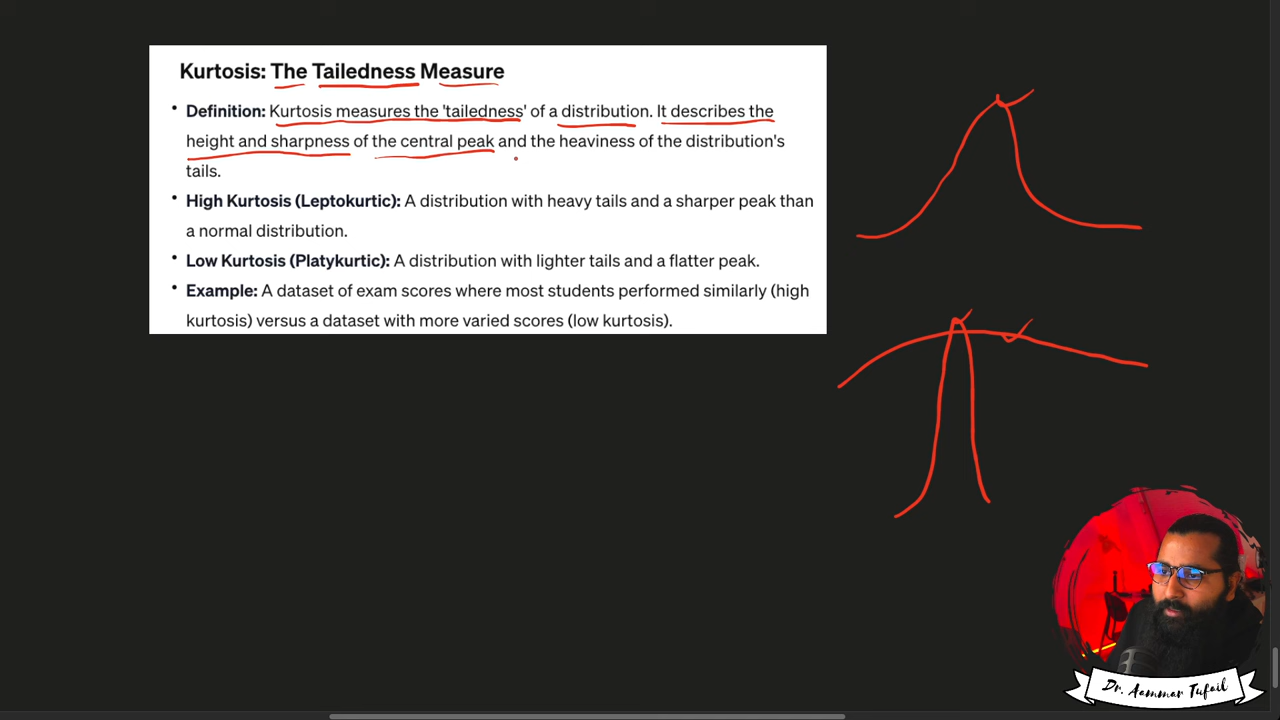 Kurtosis: The Tailedness Measure
• Definition: Kurtosis measures the 'tailedness' of a distribution. It describes the
height and sharpness of the central peak and the heaviness of the distribution's
tails.
• High Kurtosis (Leptokurtic): A distribution with heavy tails and a sharper peak than
a normal distribution.
• Low Kurtosis (Platykurtic): A distribution with lighter tails and a flatter peak.
• Example: A dataset of exam scores where most students performed similarly (high
kurtosis) versus a dataset with more varied scores (low kurtosis).
Dr. Aammar Tufail